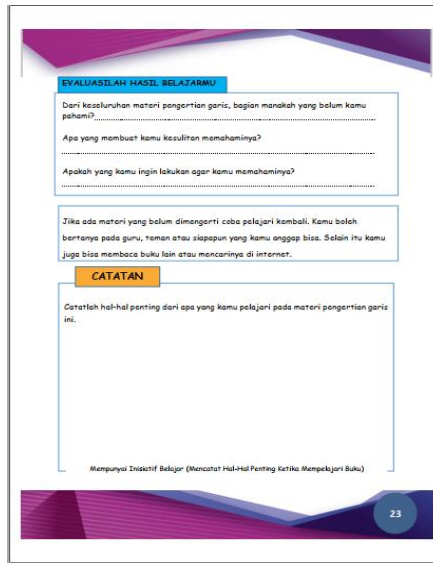 EVALUASILAH HASIL BELAJARMU
Dari keseluruhan materi pengertian garis, bagian manakah yang belum kamu
pahami?
Apa yang membuat kamu kesulitan memahaminya?
Apakah yang kamu ingin lakukan agar kamu memahaminya?
Jika ada materi yang belum dimengerti coba pelajari kembali. Kamu boleh
bertanya pada guru, teman atau siapapun yang kamu anggap bisa. Selain itu kamu
juga bisa membaca buku lain atau mencarinya di internet.
CATATAN
Catatlah hal-hal penting dari apa yang kamu pelajari pada materi pengertian garis
ini.
Mempunyai Inisiatif Belajar (Mencatat Hal-Hal Penting Ketika Mempelajari Buku)
23